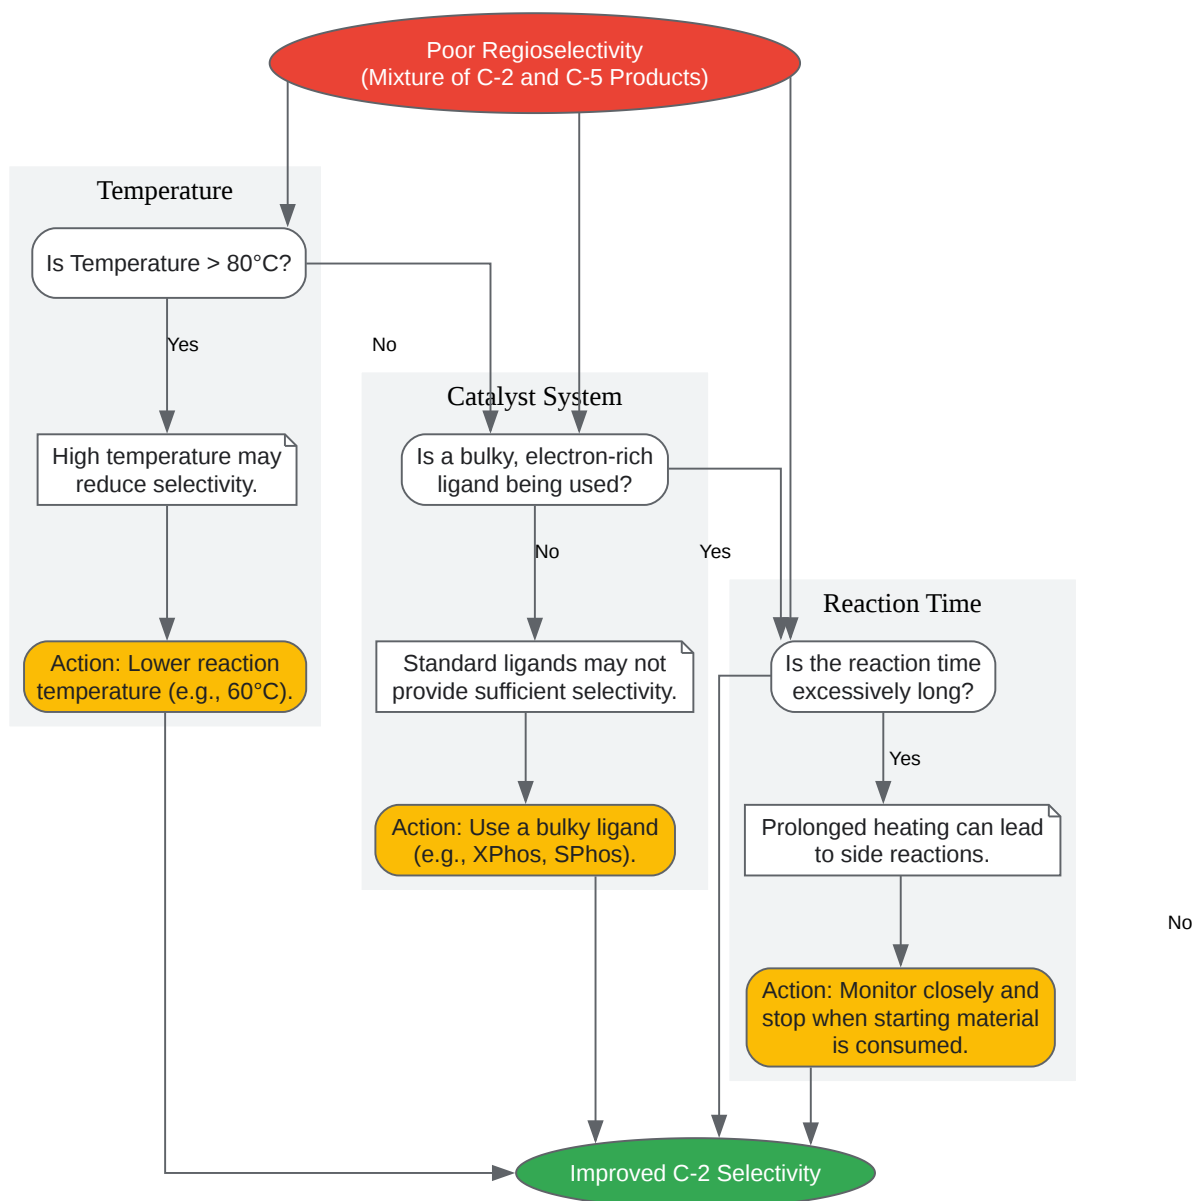 Poor Regioselectivity
(Mixture of C-2 and C-5 Products)
Temperature
Is Temperature > 80°C?
Yes
No
Catalyst System
High temperature may
reduce selectivity.
Is a bulky, electron-rich
ligand being used?
No
Yes
Reaction Time
Action: Lower reaction
temperature (e.g., 60°C).
Standard ligands may not
provide sufficient selectivity.
Is the reaction time
excessively long?
Yes
Action: Use a bulky ligand
(e.g., XPhos, SPhos).
Prolonged heating can lead
to side reactions.
No
Action: Monitor closely and
stop when starting material
is consumed.
Improved C-2 Selectivity